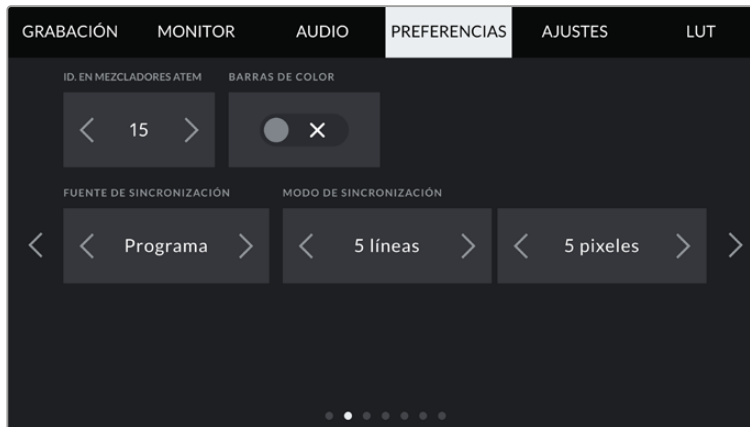 GRABACIÓN MONITOR AUDIO PREFERENCIAS AJUSTES LUT
ID. EN MEZCLADORES ATEM BARRAS DE COLOR
15
FUENTE DE SINCRONIZACIÓN MODO DE SINCRONIZACIÓN
Programa 5 líneas 5 pixeles